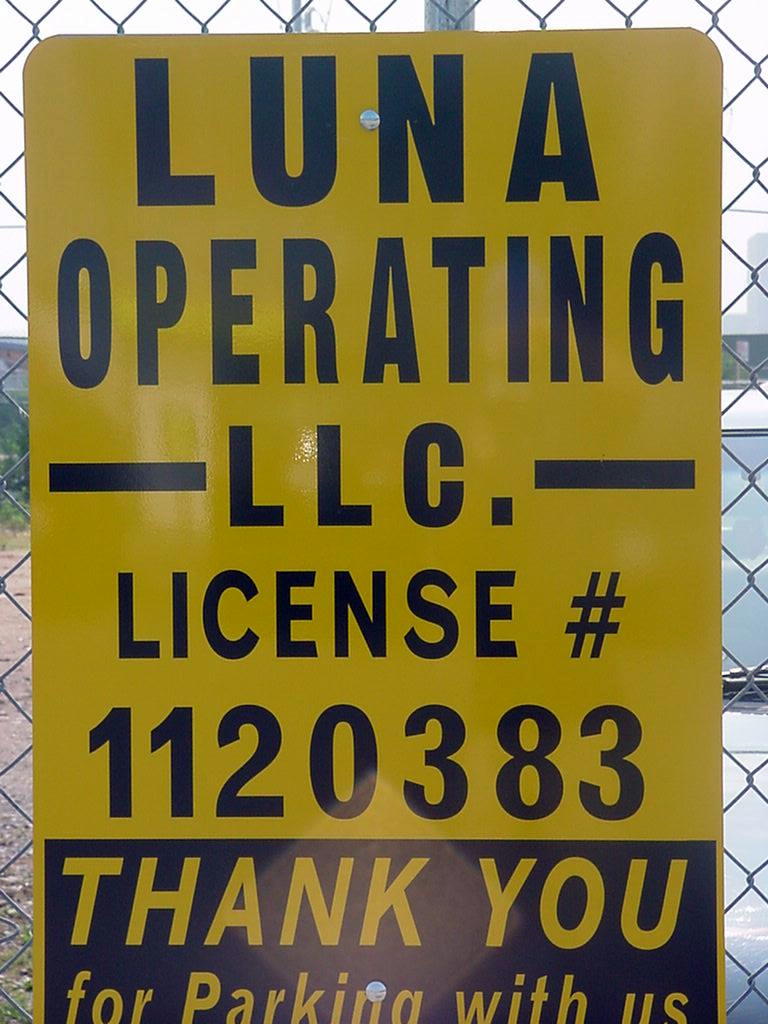 LUNA
OPERATING
LLC.
LICENSE #
1120383
THANK YOU
for Parking with us